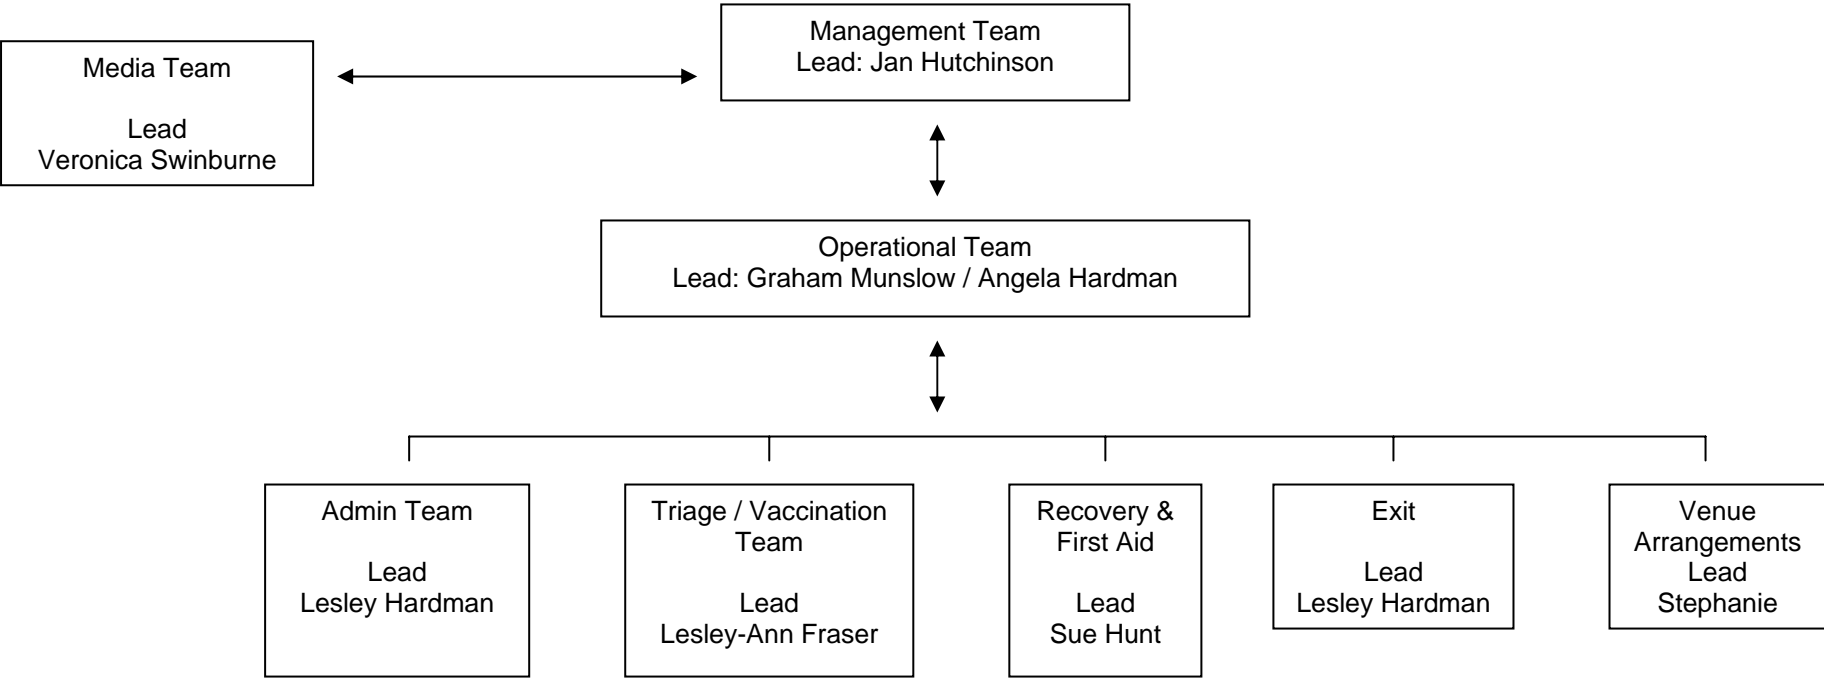 Management Team
Lead: Jan Hutchinson
Media Team
Lead
Veronica Swinburne
Operational Team
Lead: Graham Munslow / Angela Hardman
Admin Team
Lead
Lesley Hardman
Triage / Vaccination
Team
Lead
Lesley-Ann Fraser
Recovery &
First Aid
Lead
Sue Hunt
Exit
Lead
Lesley Hardman
Venue
Arrangements
Lead
Stephanie